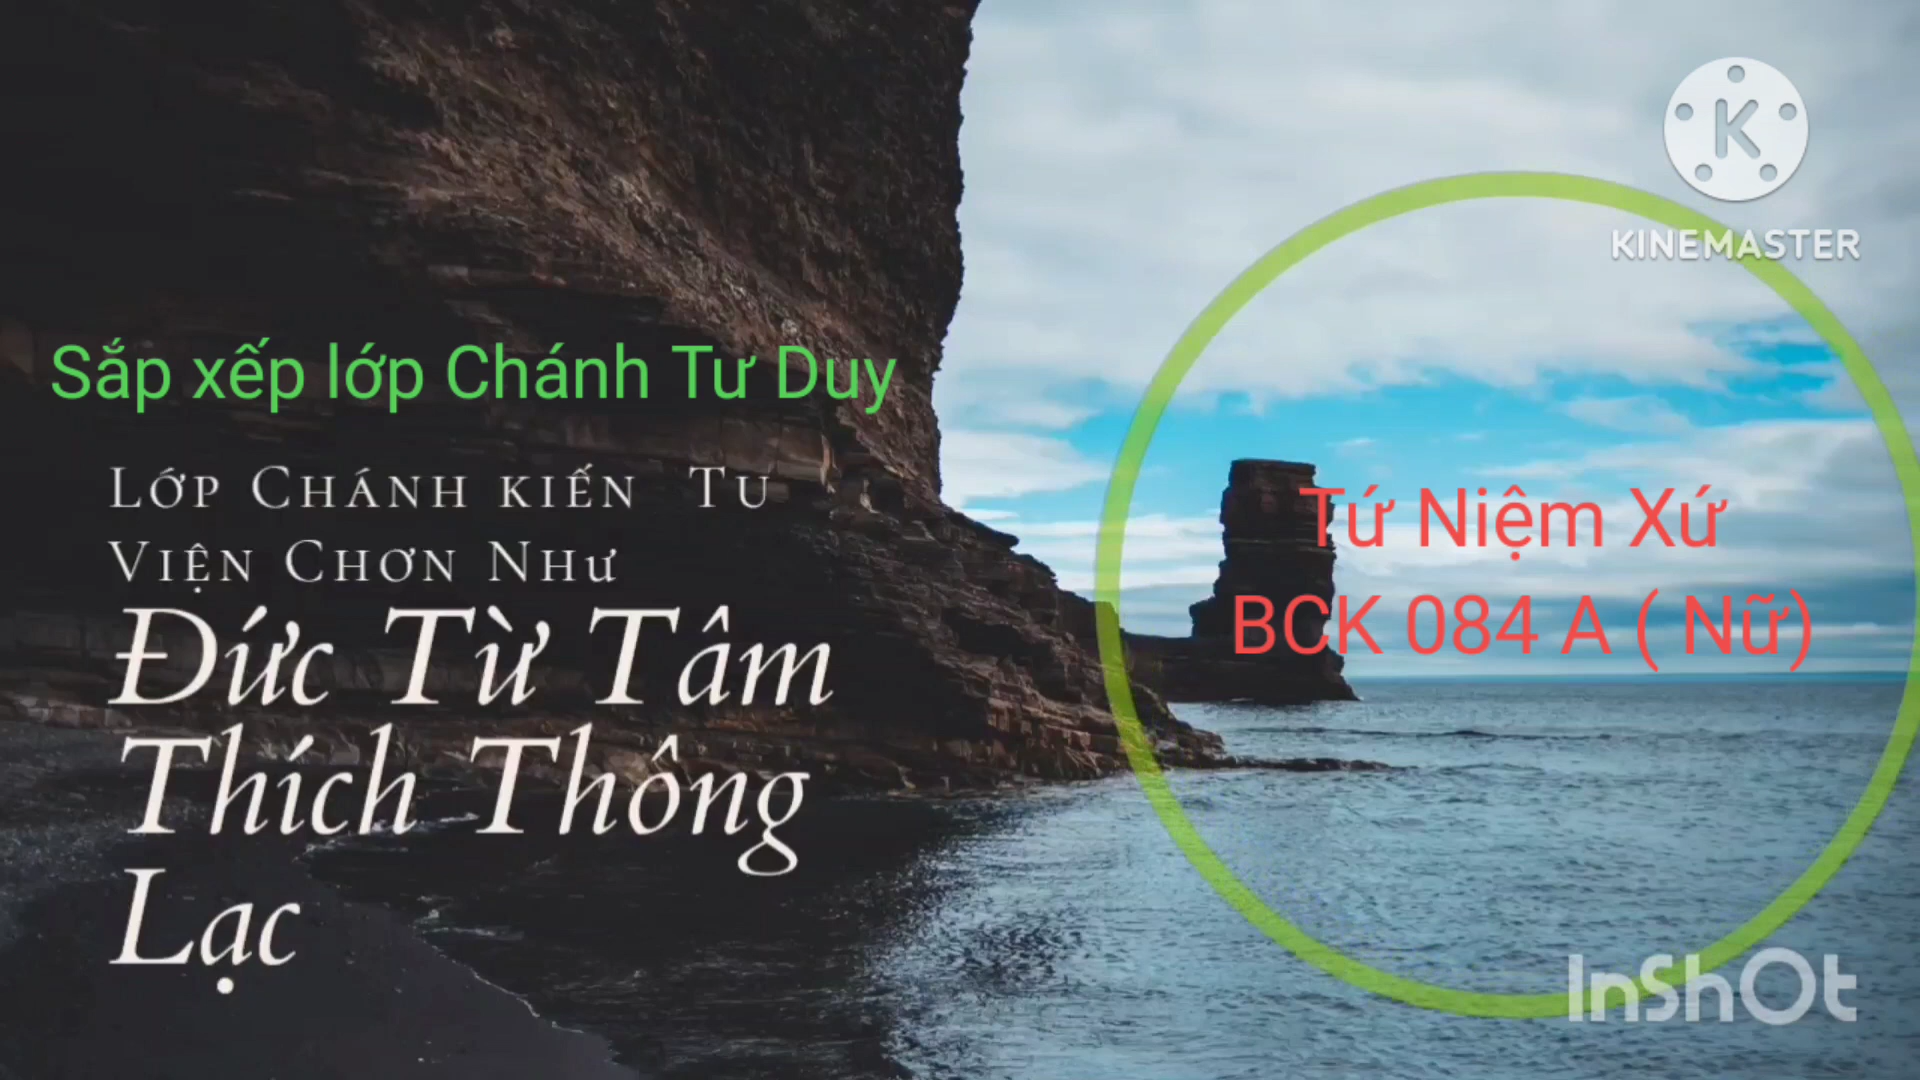 Sắp xếp lớp Chánh Tư Duy
Lớp Chánh kiến Tu
Viện Chơn Như
Đức Từ Tâm
Thích Thông
Lạc
Tứ Niệm Xứ
BCK 084 A ( Nữ)
K
KINEMASTER
InShOt